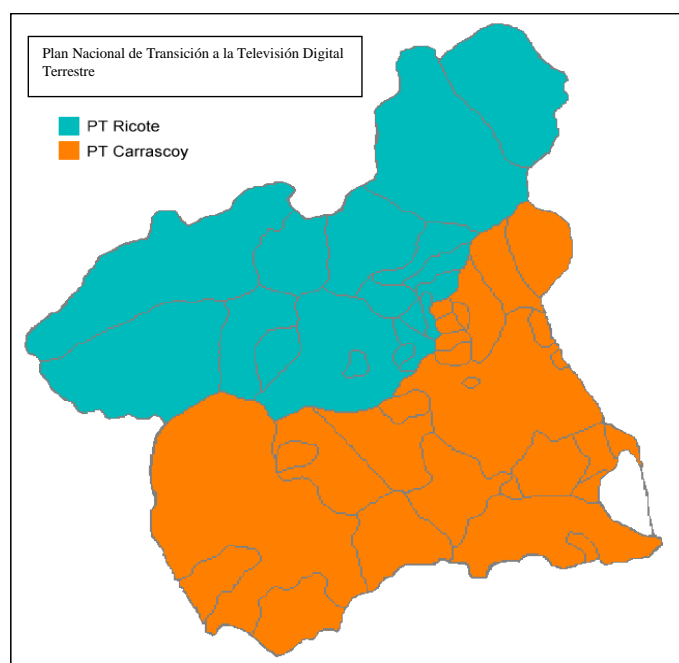 Plan Nacional de Transición a la Televisión Digital
Terrestre
PT Ricote
PT Carrascoy